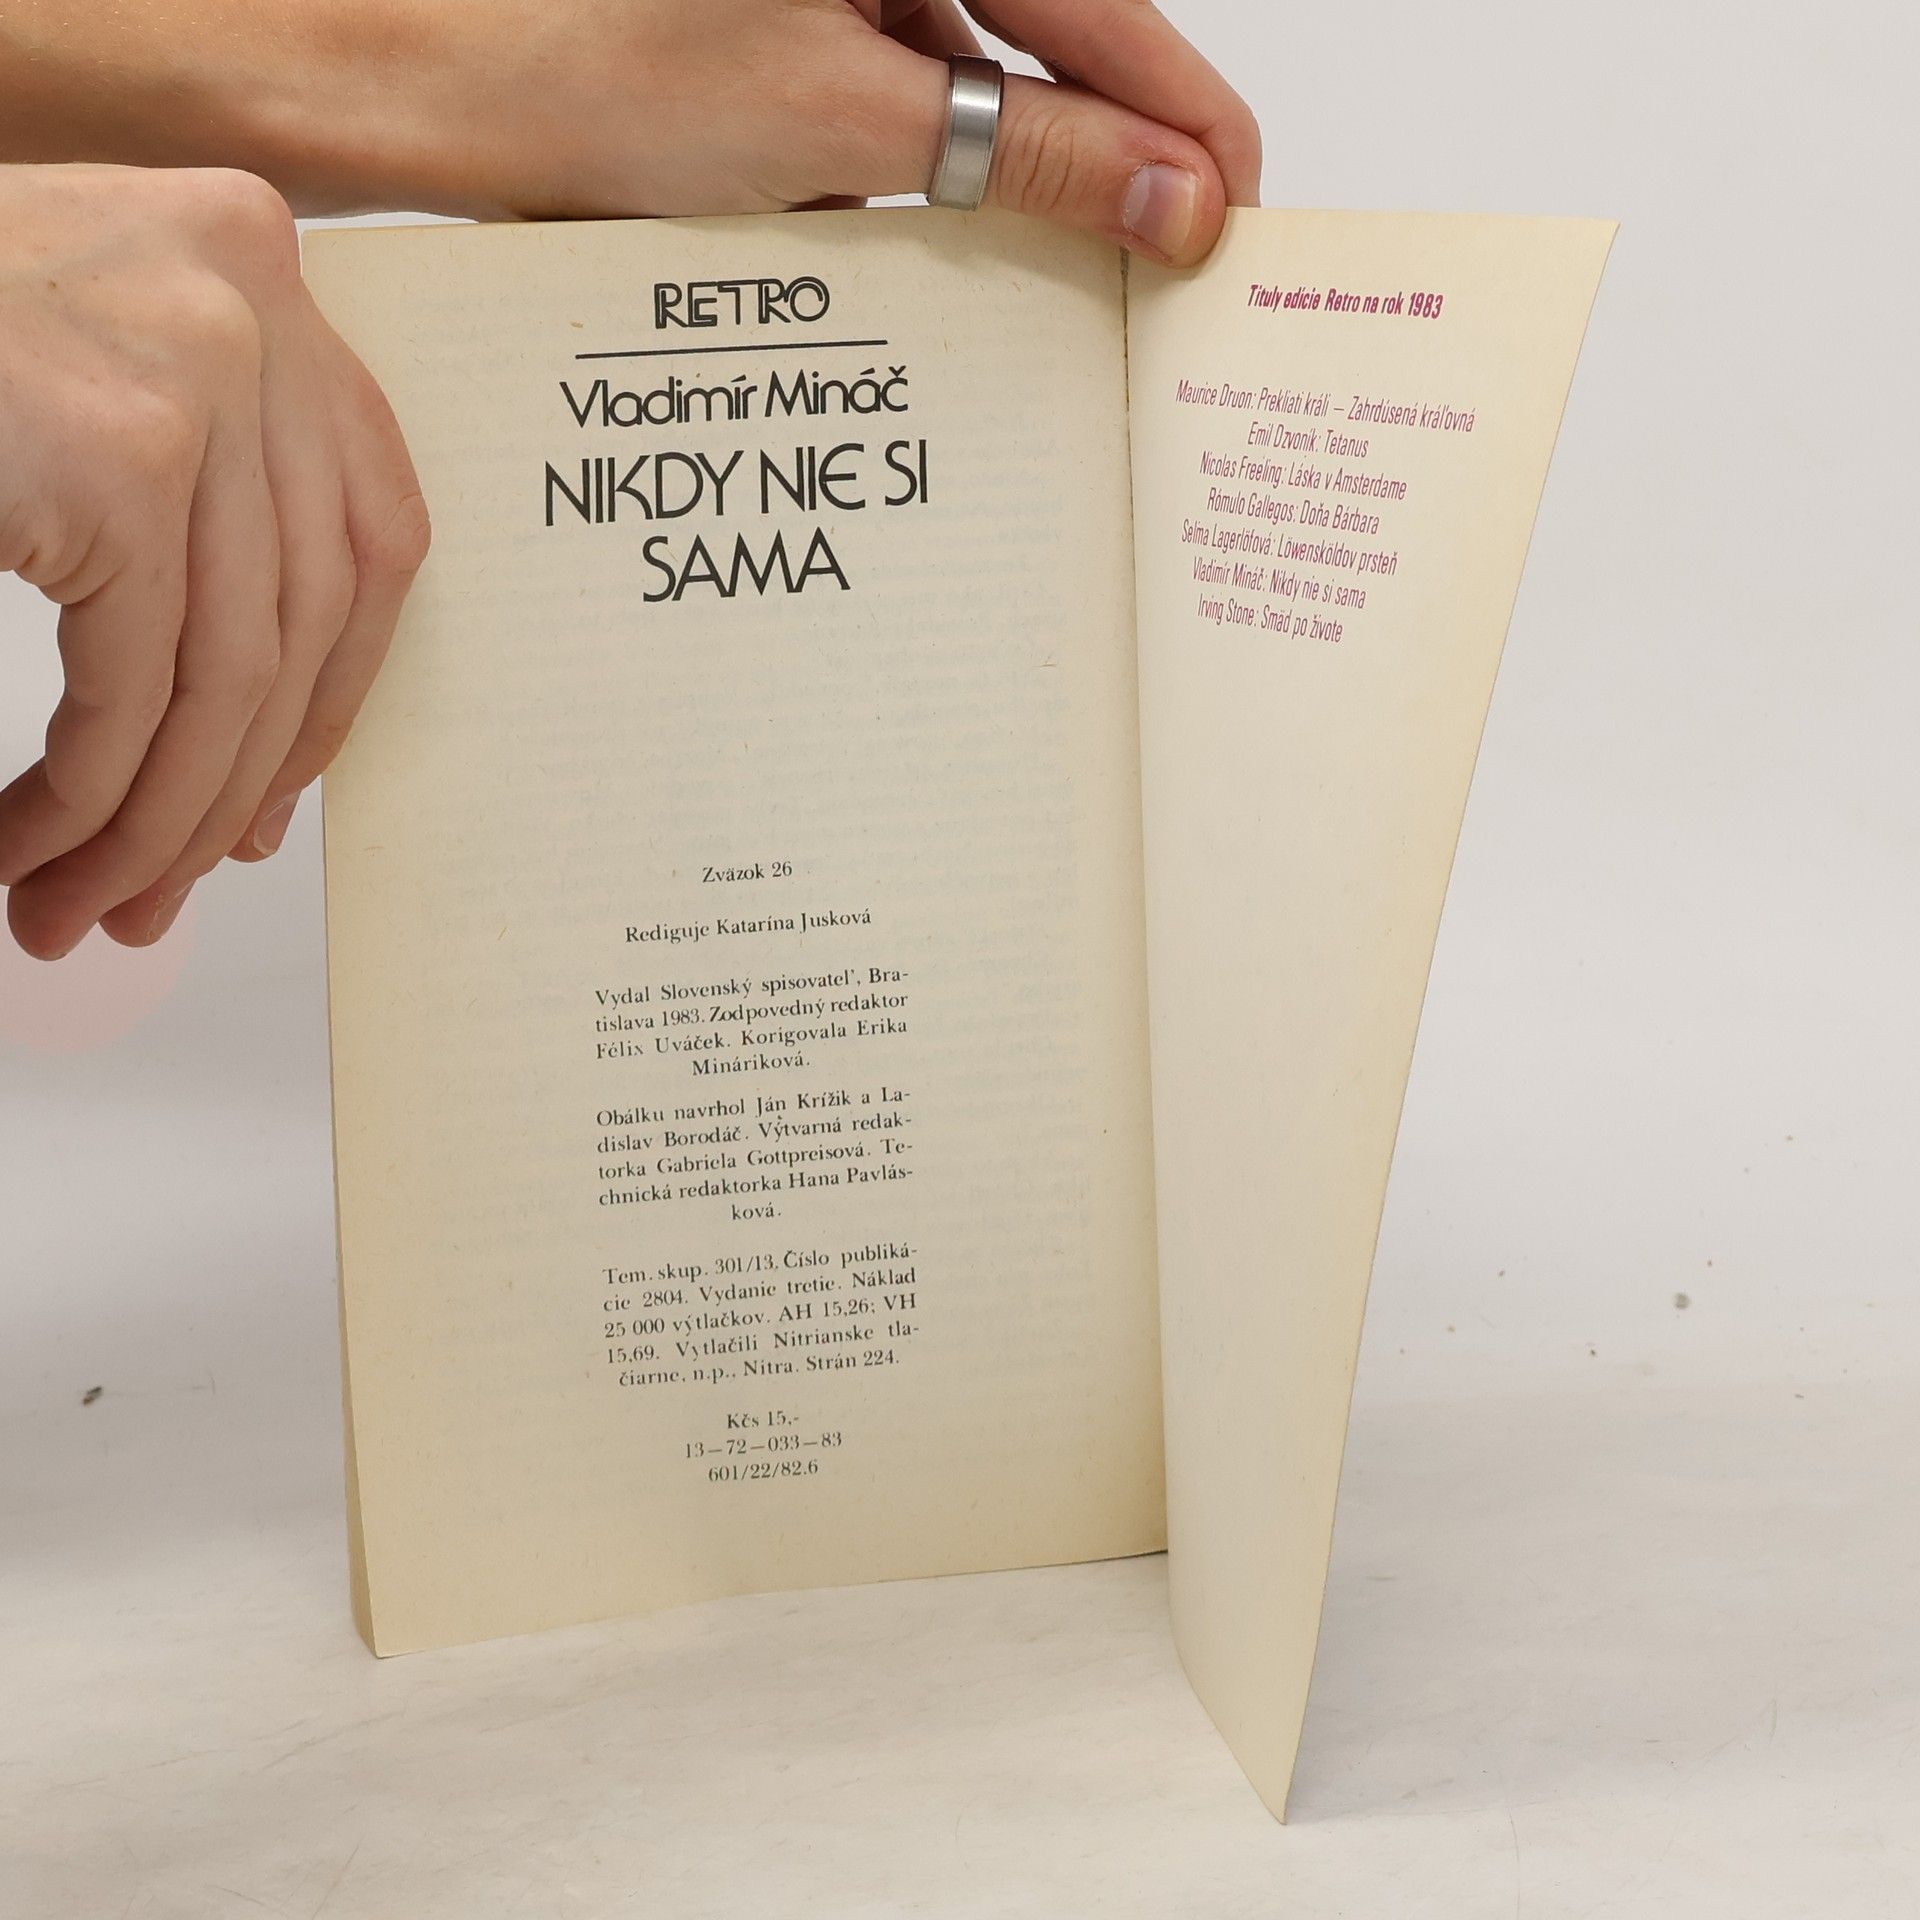 RETRO
Vladimír Mináč
NIKDY NIE SI
SAMA
Zväzok 26
Rediguje Katarína Jusková
Vydal Slovenský spisovateľ, Bra-
tislava 1983. Zodpovedný redaktor
Félix Uváček. Korigovala Erika
Mináriková.
Obálku navrhol Ján Krížik a La-
dislav Borodáč. Výtvarná redak-
torka Gabriela Gottpreisová. Te-
chnická redaktorka Hana Pavlás-
ková.
Tem. skup. 301/13. Číslo publiká-
cie 2804. Vydanie tretie. Náklad
25 000 výtlačkov. AH 15,26; VH
15,69. Vytlačili Nitrianske tla-
čiarne, n.p., Nitra. Strán 224.
Kčs 15,-
13—72—033—83
601/22/82.6
Tituly edície Retro na rok 1983
Maurice Druon: Prekliati králi — Zahrdúsená kráľovná
Emil Dzvoník: Tetanus
Nicolas Freeling: Láska v Amsterdame
Rómulo Gallegos: Doňa Bárbara
Selma Lagerlöfová: Löwensköldov prsteň
Vladimír Mináč: Nikdy nie si sama
Irving Stone: Smäd po živote